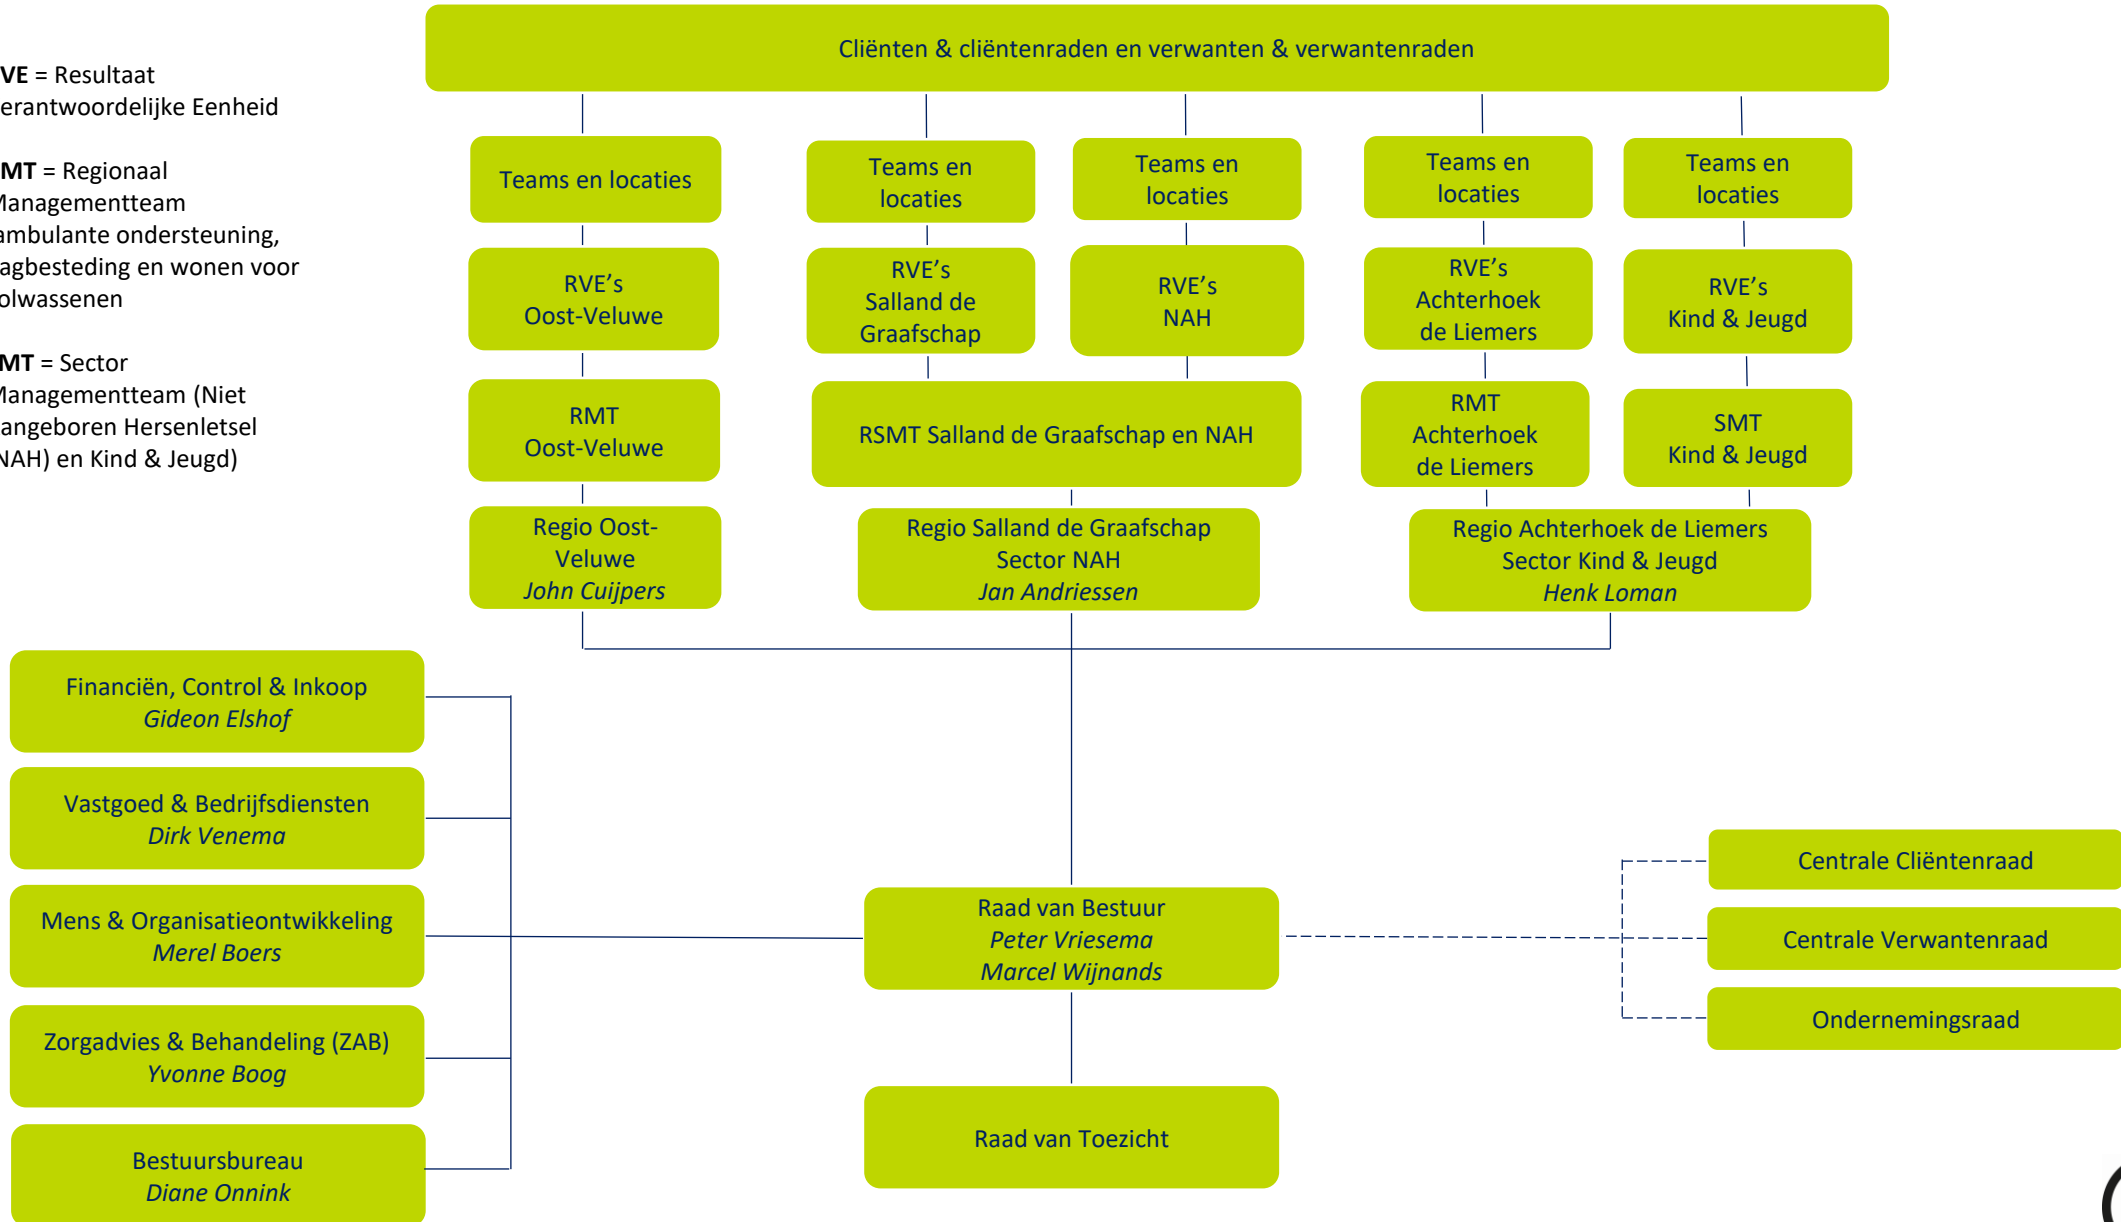 Cliënten & cliëntenraden en verwanten & verwantenraden
VE = Resultaat
erantwoordelijke Eenheid
MT = Regionaal
Managementteam
ambulante ondersteuning,
agbesteding en wonen voor
olwassenen
MT = Sector
Managementteam (Niet
angeboren Hersenletsel
NAH) en Kind & Jeugd)
Teams en locaties
Teams en
locaties
Teams en
locaties
Teams en
locaties
Teams en
locaties
RVE’s
Oost-Veluwe
RVE’s
Salland de
Graafschap
RVE’s
NAH
RVE’s
Achterhoek
de Liemers
RVE’s
Kind & Jeugd
RMT
Oost-Veluwe
RSMT Salland de Graafschap en NAH
RMT
Achterhoek
de Liemers
SMT
Kind & Jeugd
Regio Oost-
Veluwe
John Cuijpers
Regio Salland de Graafschap
Sector NAH
Jan Andriessen
Regio Achterhoek de Liemers
Sector Kind & Jeugd
Henk Loman
Financiën, Control & Inkoop
Gideon Elshof
Vastgoed & Bedrijfsdiensten
Dirk Venema
Mens & Organisatieontwikkeling
Merel Boers
Zorgadvies & Behandeling (ZAB)
Yvonne Boog
Bestuursbureau
Diane Onnink
Raad van Bestuur
Peter Vriesema
Marcel Wijnands
Raad van Toezicht
Centrale Cliëntenraad
Centrale Verwantenraad
Ondernemingsraad